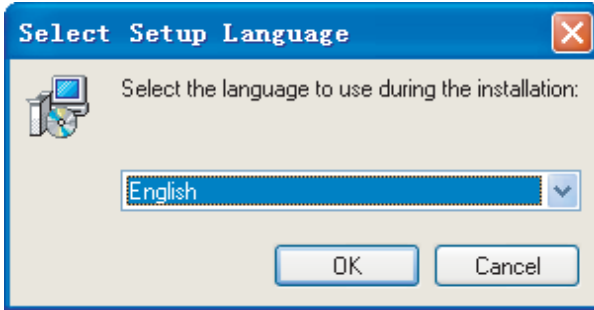 Select Setup Language
Select the language to use during the installation:
English
OK
Cancel